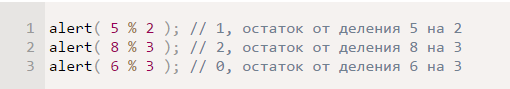 1 alert( 5 % 2 ); // 1, остаток от деления 5 на 2
2 alert( 8 % 3 ); // 2, остаток от деления 8 на 3
3 alert( 6 % 3 ); // 0, остаток от деления 6 на 3